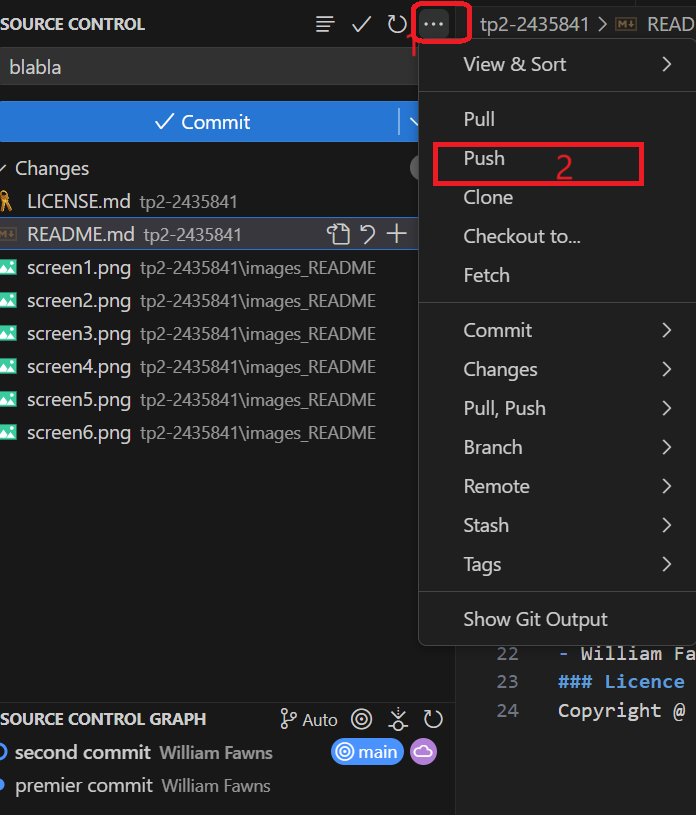 SOURCE CONTROL
1
tp2-2435841 > READ
blabla
Commit
Changes
LICENSE.md tp2-2435841
README.md tp2-2435841
screen1.png tp2-2435841\images_README
screen2.png tp2-2435841\images_README
screen3.png tp2-2435841\images_README
screen4.png tp2-2435841\images_README
screen5.png tp2-2435841\images_README
screen6.png tp2-2435841\images_README
View & Sort
Pull
Push 2
Clone
Checkout to...
Fetch
Commit
Changes
Pull, Push
Branch
Remote
Stash
Tags
Show Git Output
22 - William Fa
23 ### Licence
24 Copyright @
SOURCE CONTROL GRAPH Auto
second commit William Fawns main
premier commit William Fawns